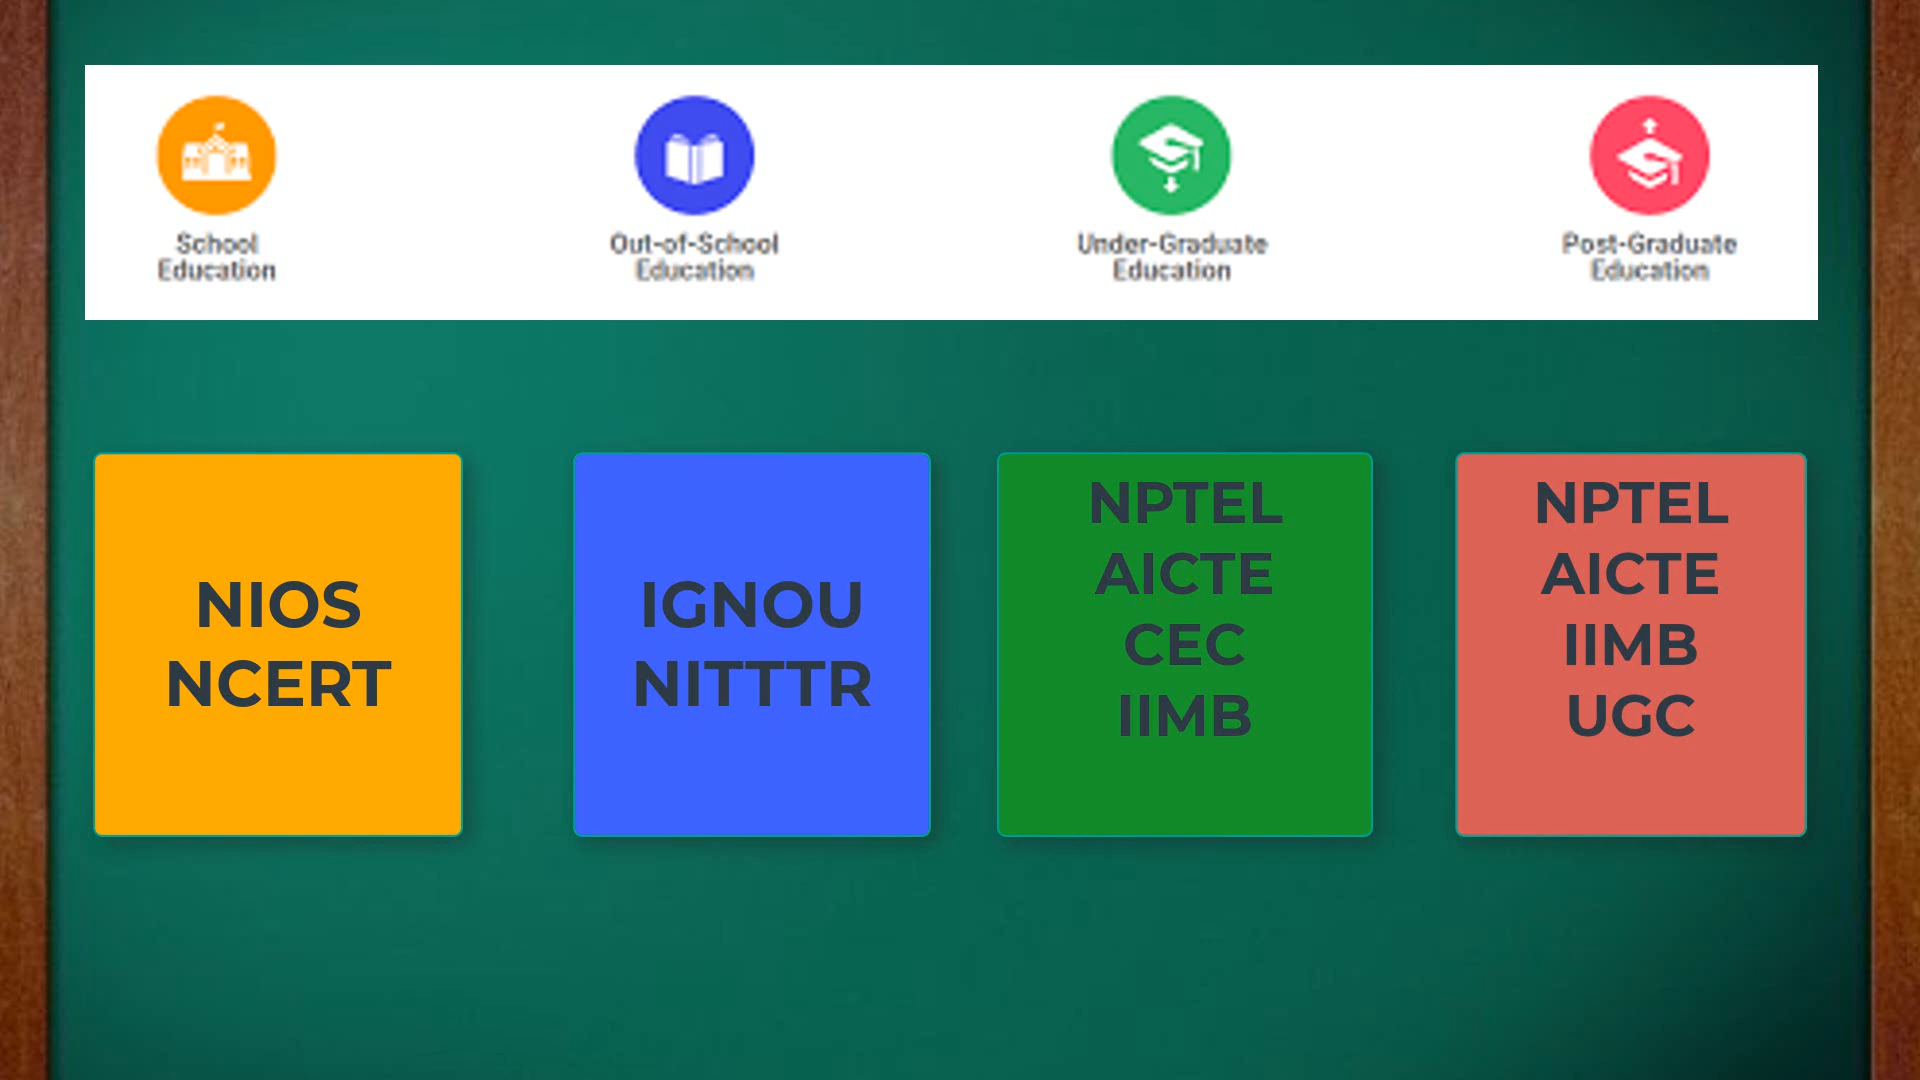 School
Education
Out-of-School
Education
Under-Graduate
Education
Post-Graduate
Education
NIOS
NCERT
IGNOU
NITTTR
NPTEL
AICTE
CEC
IIMB
NPTEL
AICTE
IIMB
UGC